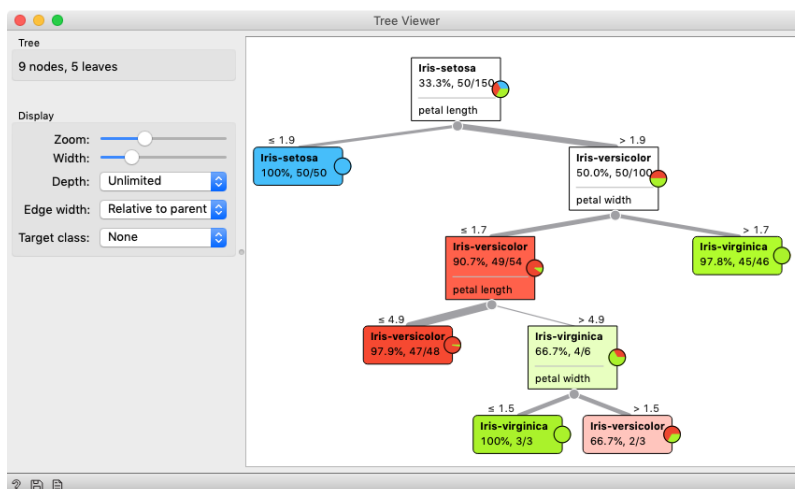 Tree Viewer
Tree
9 nodes, 5 leaves
Display
Zoom:
Width:
Depth: Unlimited
Edge width: Relative to parent
Target class: None
Iris-setosa
33.3%, 50/150
petal length
≤ 1.9
> 1.9
Iris-setosa
100%, 50/50
Iris-versicolor
50.0%, 50/100
petal width
≤ 1.7
> 1.7
Iris-versicolor
90.7%, 49/54
petal length
Iris-virginica
97.8%, 45/46
≤ 4.9
> 4.9
Iris-versicolor
97.9%, 47/48
Iris-virginica
66.7%, 4/6
petal width
≤ 1.5
> 1.5
Iris-virginica
100%, 3/3
Iris-versicolor
66.7%, 2/3
?